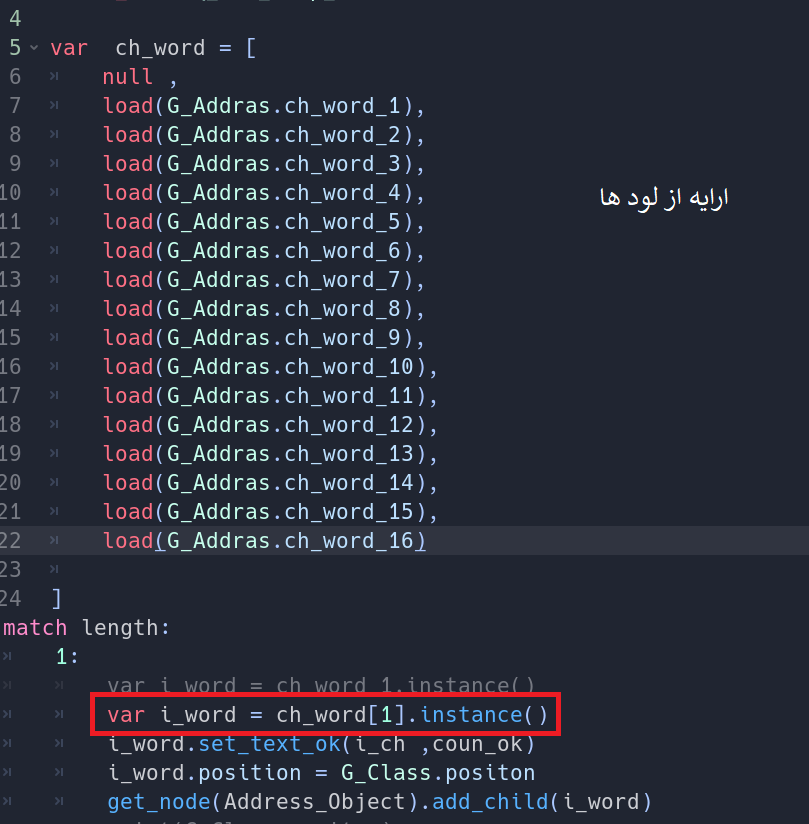 4
5 var ch_word = [
6 null ,
7 load(G_Addras.ch_word_1),
8 load(G_Addras.ch_word_2),
9 load(G_Addras.ch_word_3),
10 load(G_Addras.ch_word_4),
ارایه از لود ها
11 load(G_Addras.ch_word_5),
12 load(G_Addras.ch_word_6),
13 load(G_Addras.ch_word_7),
14 load(G_Addras.ch_word_8),
15 load(G_Addras.ch_word_9),
16 load(G_Addras.ch_word_10),
17 load(G_Addras.ch_word_11),
18 load(G_Addras.ch_word_12),
19 load(G_Addras.ch_word_13),
20 load(G_Addras.ch_word_14),
21 load(G_Addras.ch_word_15),
22 load(G_Addras.ch_word_16)
23
24 ]
match length:
1:
var i_word = ch_word_1.instance()
var i_word = ch_word[1].instance()
i_word.set_text_ok(i_ch ,coun_ok)
i_word.position = G_Class.positon
get_node(Address_Object).add_child(i_word)